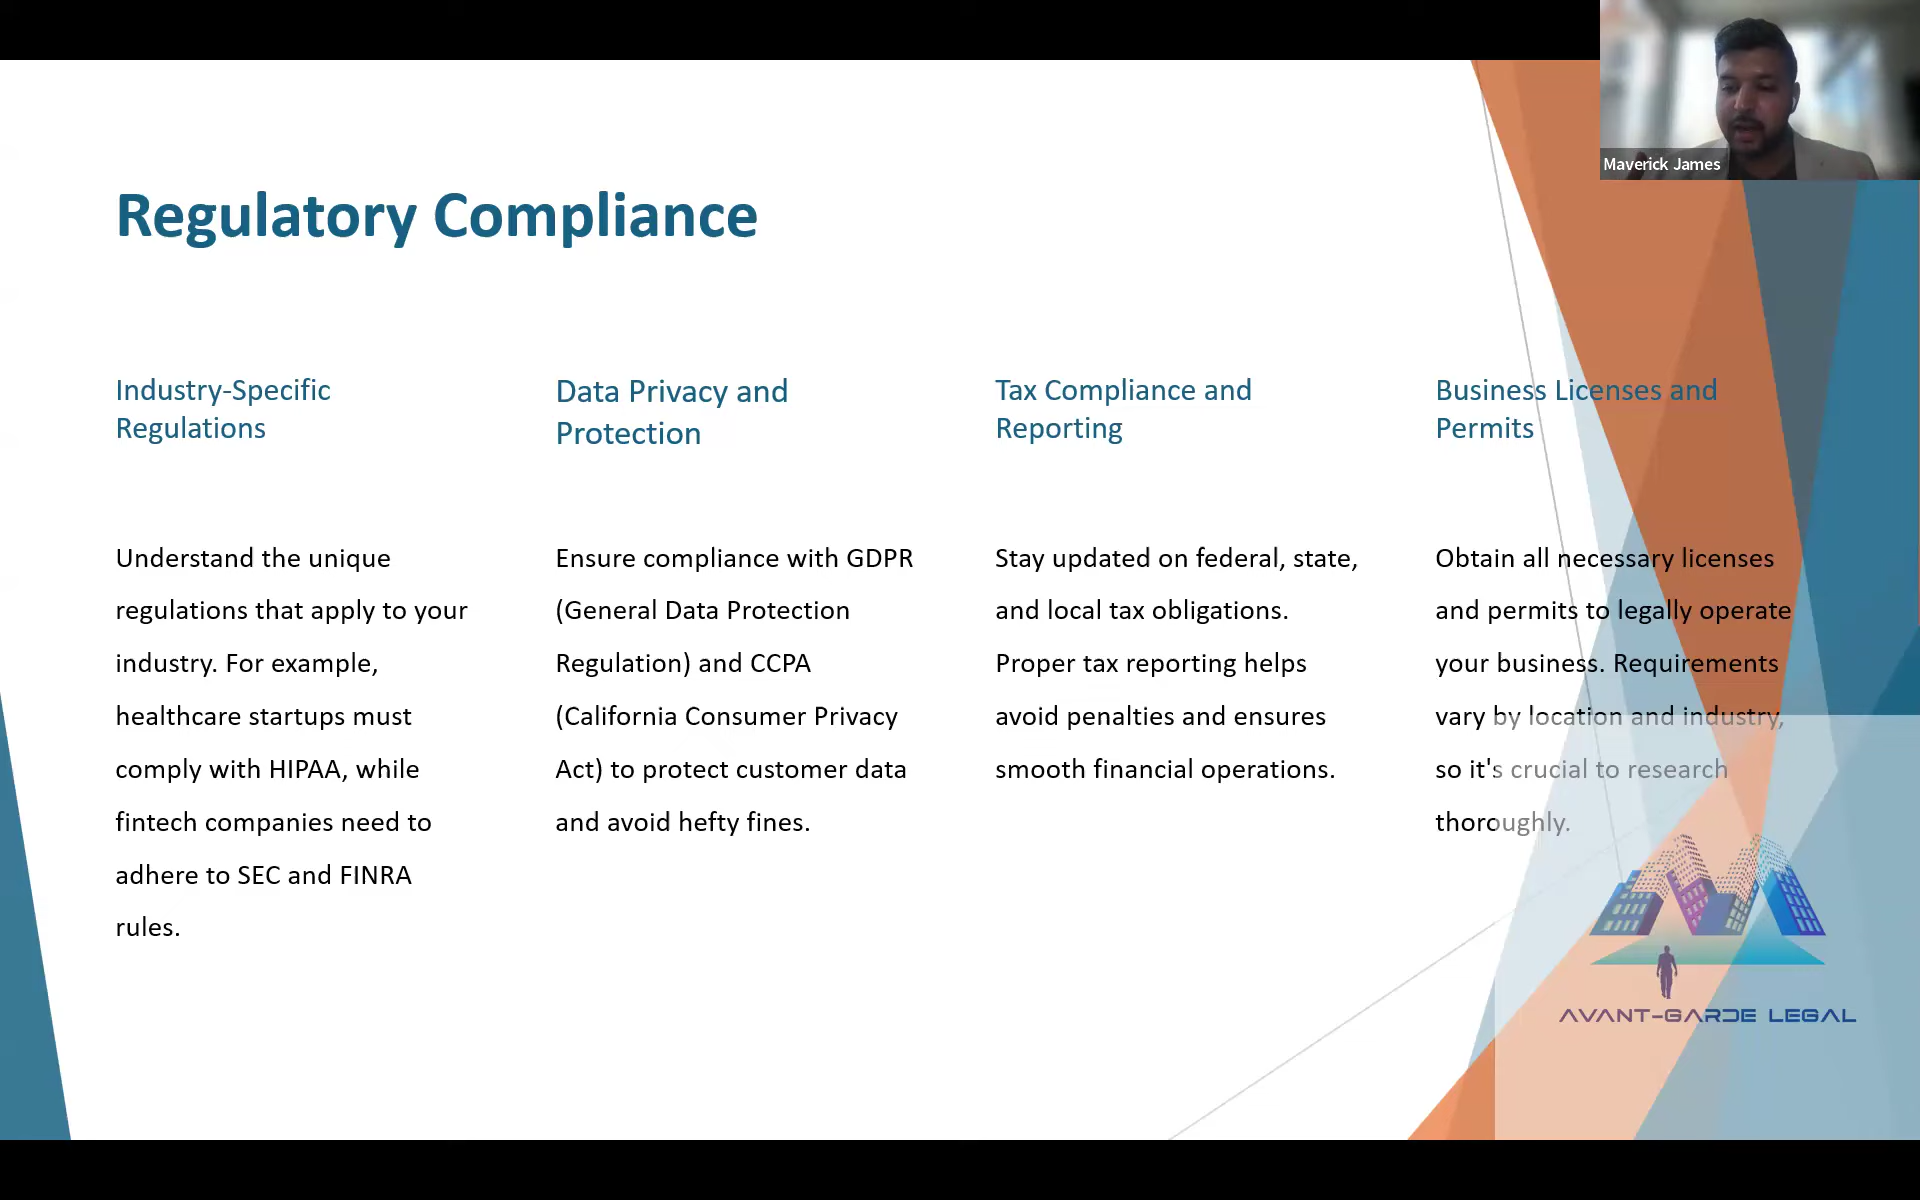 Maverick James
Regulatory Compliance
Industry-Specific
Regulations
Understand the unique
regulations that apply to your
industry. For example,
healthcare startups must
comply with HIPAA, while
fintech companies need to
adhere to SEC and FINRA
rules.
Data Privacy and
Protection
Ensure compliance with GDPR
(General Data Protection
Regulation) and CCPA
(California Consumer Privacy
Act) to protect customer data
and avoid hefty fines.
Tax Compliance and
Reporting
Stay updated on federal, state,
and local tax obligations.
Proper tax reporting helps
avoid penalties and ensures
smooth financial operations.
Business Licenses and
Permits
Obtain all necessary licenses
and permits to legally operate
your business. Requirements
vary by location and industry,
so it's crucial to research
thoroughly.
AVANT-GARDE LEGAL